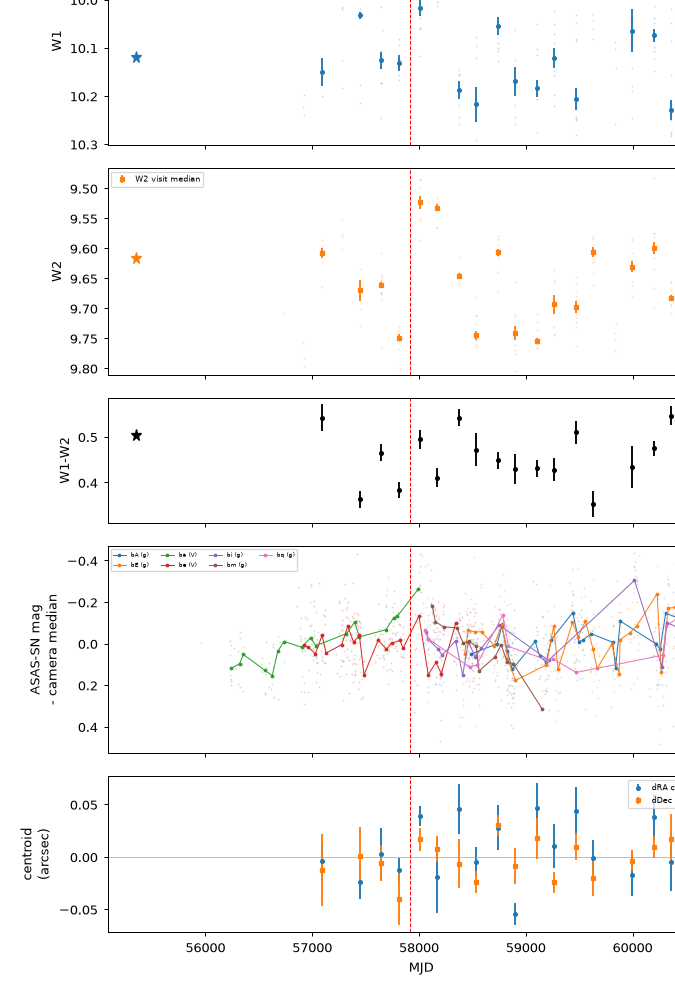 10.0
10.1
10.2
10.3
W1
W2 visit median
9.50
9.55
9.60
9.65
9.70
9.75
9.80
W2
0.5
0.4
W1-W2
bA (g) ba (V) bi (g) bq (g)
bE (g) be (V) bm (g)
−0.4
−0.2
0.0
0.2
0.4
ASAS-SN mag
- camera median
dRA c
dDec
0.05
0.00
−0.05
centroid
(arcsec)
56000 57000 58000 59000 60000
MJD